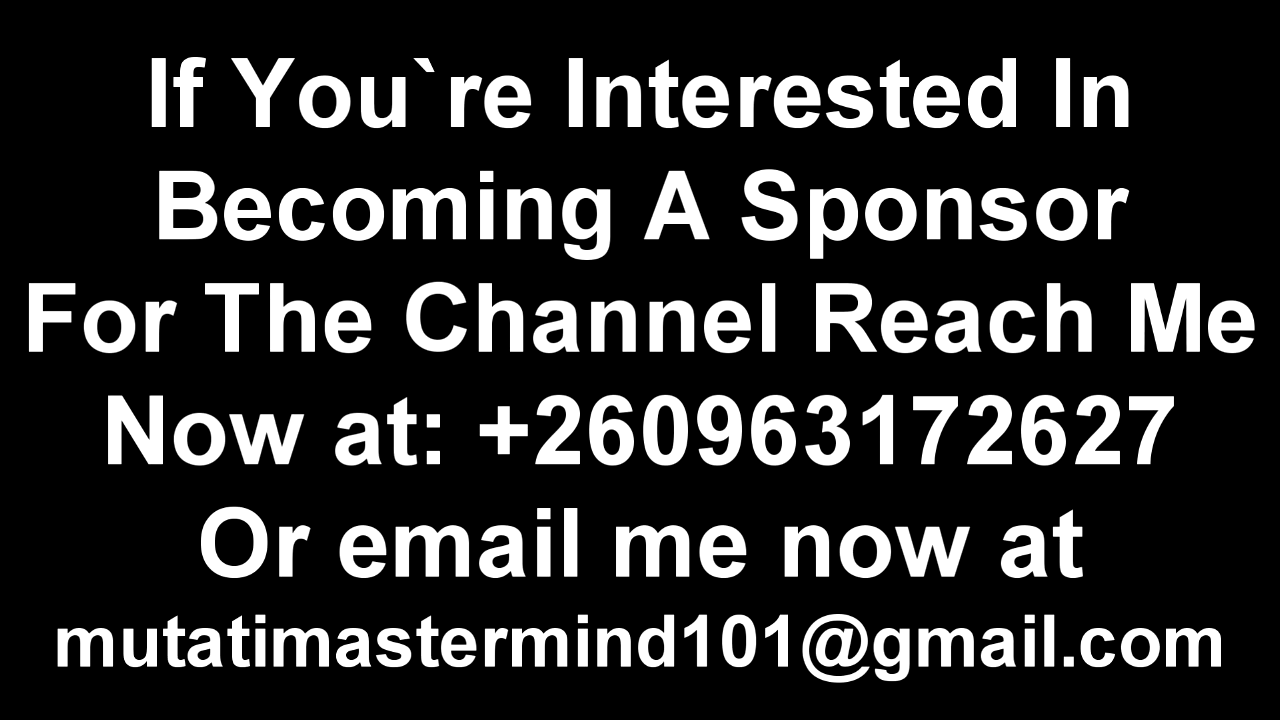 If You`re Interested In
Becoming A Sponsor
For The Channel Reach Me
Now at: +260963172627
Or email me now at
mutatimastermind101@gmail.com